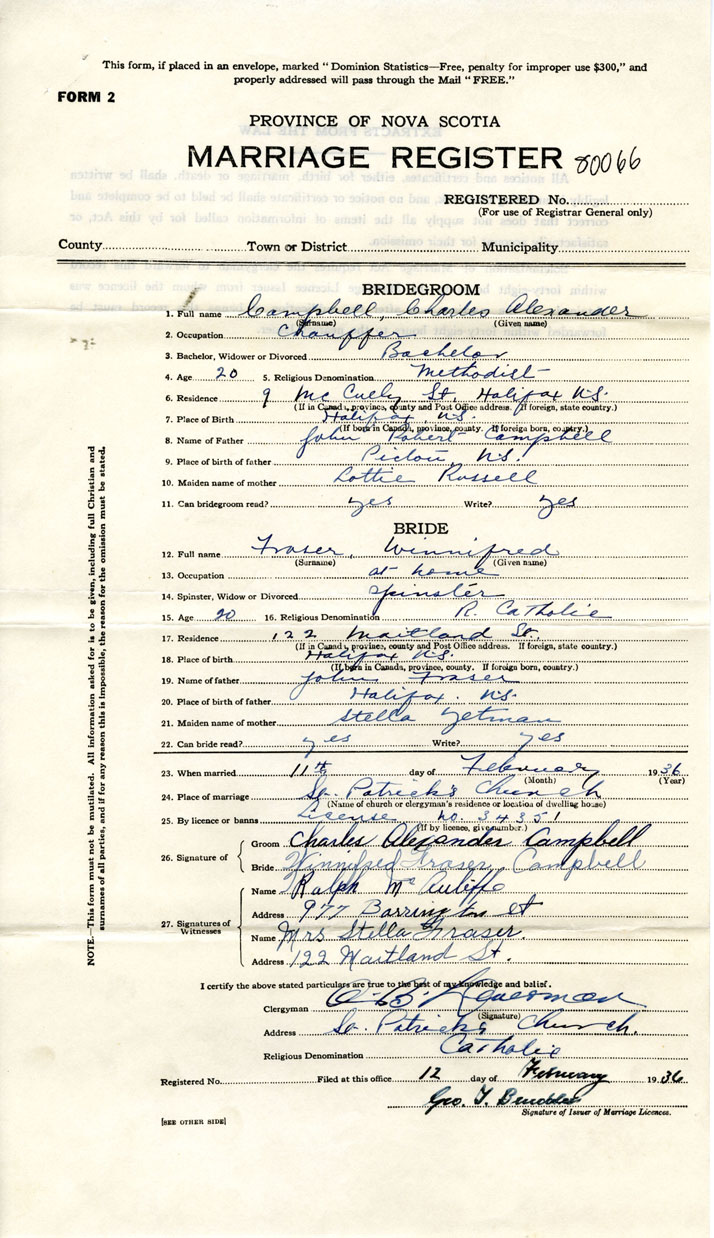 This form, if placed in an envelope, marked “Dominion Statistics—Free, penalty for improper use $300,” and
properly addressed will pass through the Mail “FREE.”
FORM 2
PROVINCE OF NOVA SCOTIA
MARRIAGE REGISTER 80066
REGISTERED No.
(For use of Registrar General only)
County Town or District Municipality
BRIDEGROOM
1. Full name Campbell, Charles Alexander
(Surname) (Given name)
2. Occupation Chauffer
3. Bachelor, Widower or Divorced Bachelor
4. Age 20 5. Religious Denomination Methodist
6. Residence 9 McCully St. Halifax N.S.
(If in Canada, province, county and Post Office address. If foreign, state country.)
7. Place of Birth Halifax N.S.
(If born in Canada, province, county. If foreign born, country.)
8. Name of Father John Robert Campbell
9. Place of birth of father Pictou N.S.
10. Maiden name of mother Lottie Russell
11. Can bridegroom read? yes Write? yes
BRIDE
12. Full name Fraser, Winnifred
(Surname) (Given name)
13. Occupation at home
14. Spinster, Widow or Divorced Spinster
15. Age 20 16. Religious Denomination R. Catholic
17. Residence 122 Maitland St.
(If in Canada, province, county and Post Office address. If foreign, state country.)
18. Place of birth Halifax N.S.
(If born in Canada, province, county. If foreign born, country.)
19. Name of father John Fraser
20. Place of birth of father Halifax. N.S.
21. Maiden name of mother Stella Yetman
22. Can bride read? yes Write? yes
23. When married 11th day of February 1936
(Month) (Year)
24. Place of marriage St. Patricks Church
(Name of church or clergyman's residence or location of dwelling house)
25. By licence or banns License No. 34351
(If by licence, give number.)
26. Signature of Groom Charles Alexander Campbell
Bride Winnifred Fraser Campbell
27. Signatures of Witnesses
Name Ralph McAuliffe
Address 977 Barrington St
Name Mrs Stella Fraser.
Address 122 Maitland St.
I certify the above stated particulars are true to the best of my knowledge and belief.
Clergyman
(Signature)
Address St. Patricks Church.
Religious Denomination Catholic
Registered No. Filed at this office 12 day of February 1936
Geo. T.
Signature of Issuer of Marriage Licences.
[SEE OTHER SIDE]
NOTE.—This form must not be mutilated. All information asked for is to be given, including full Christian and
surnames of all parties, and if for any reason this is impossible, the reason for the omission must be stated.